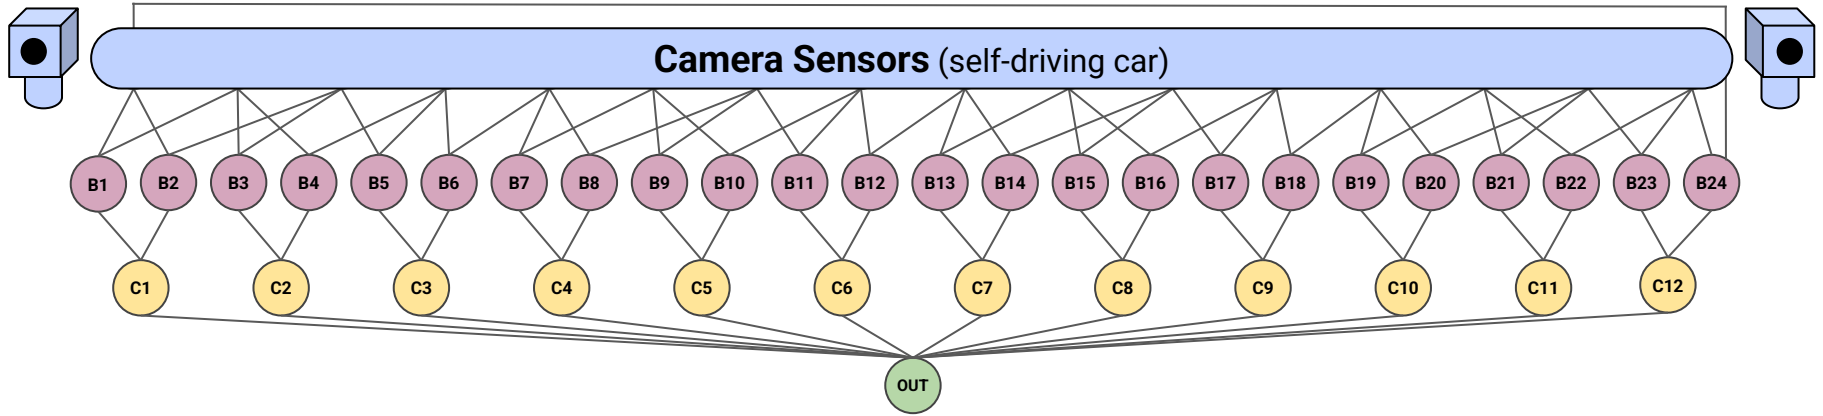 Camera Sensors (self-driving car)
B1 B2 B3 B4 B5 B6 B7 B8 B9 B10 B11 B12 B13 B14 B15 B16 B17 B18 B19 B20 B21 B22 B23 B24
C1 C2 C3 C4 C5 C6 C7 C8 C9 C10 C11 C12
OUT